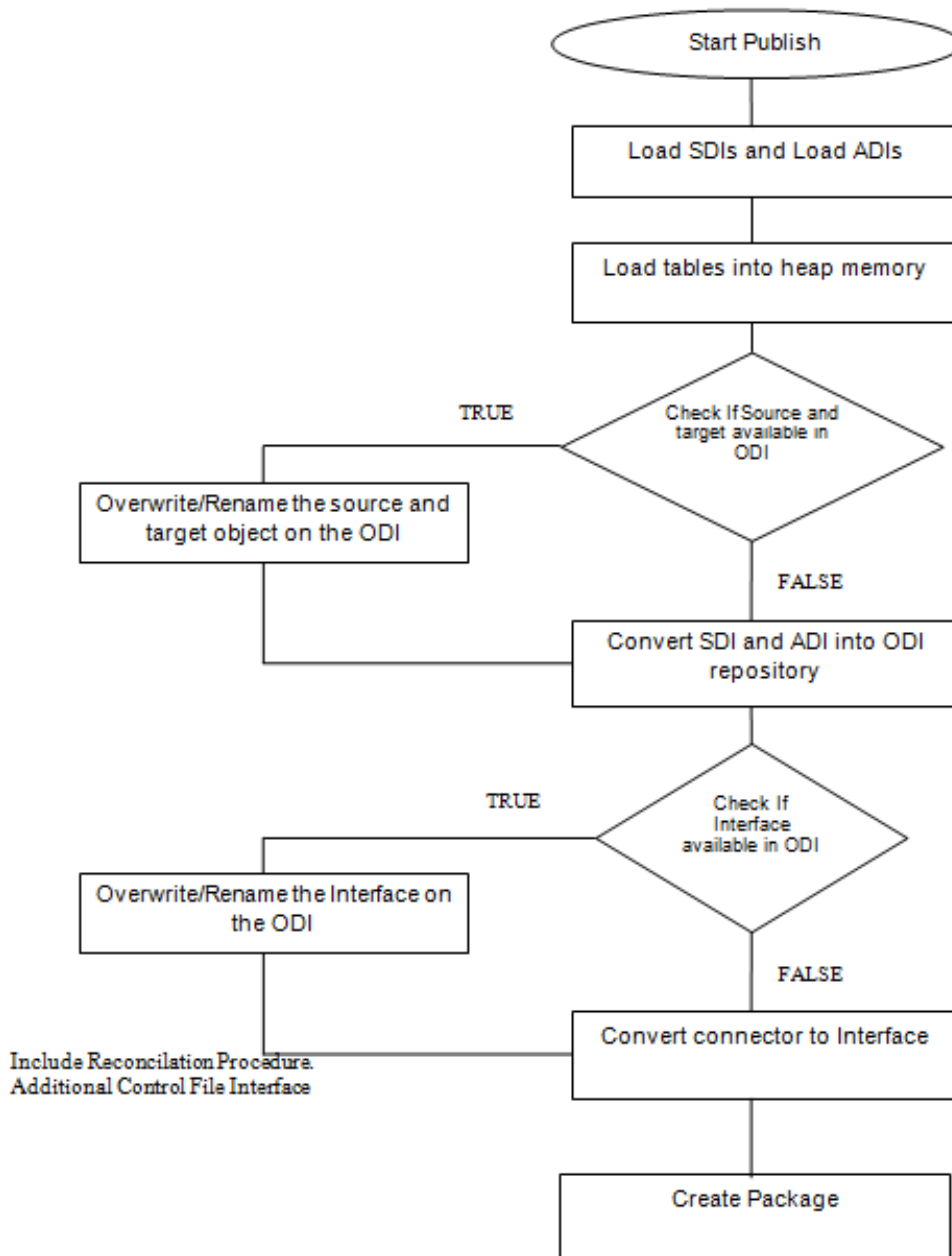 Start Publish
Load SDIs and Load ADIs
Load tables into heap memory
Check If Source and
target available in
ODI
TRUE
Overwrite/Rename the source and
target object on the ODI
FALSE
Convert SDI and ADI into ODI
repository
Check If
Interface
available in ODI
TRUE
Overwrite/Rename the Interface on
the ODI
FALSE
Convert connector to Interface
Include Reconcilation Procedure.
Additional Control File Interface
Create Package